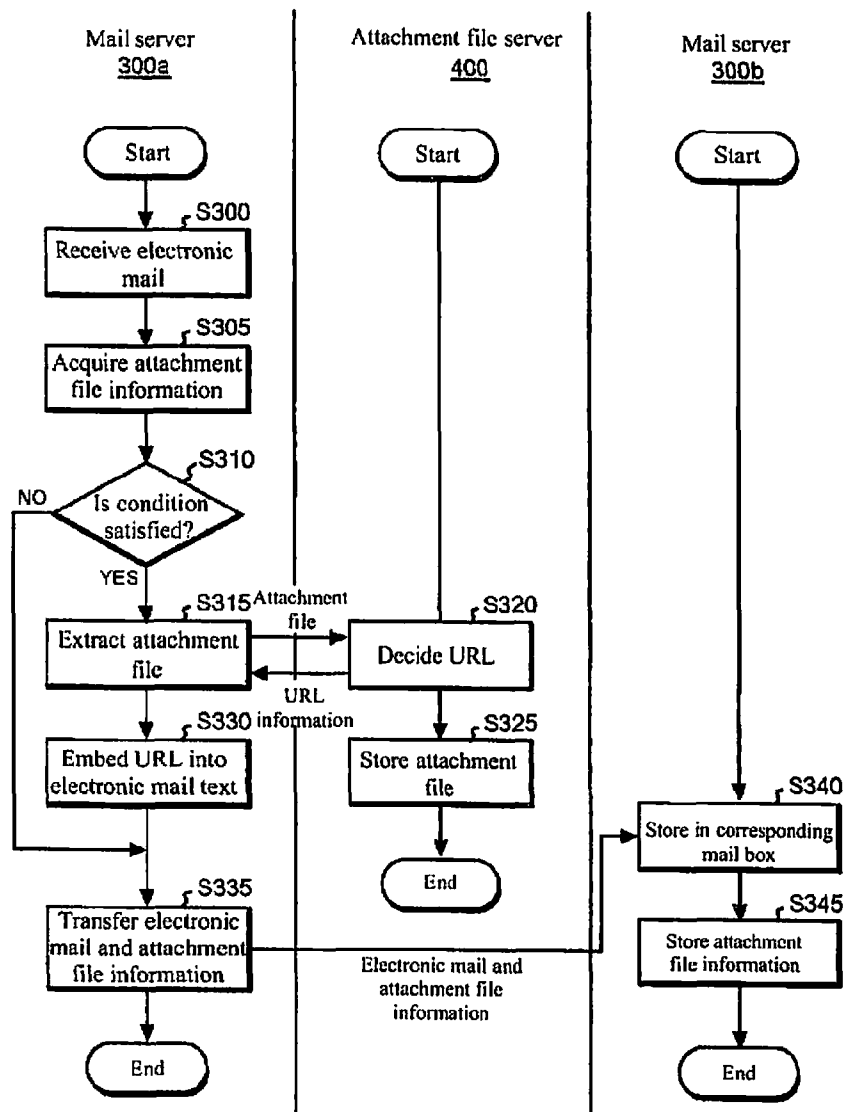 Mail server
300a
Start
S300
Receive electronic
mail
S305
Acquire attachment
file information
S310
NO
Is condition
satisfied?
YES
S315
Extract attachment
file
S330
Embed URL into
electronic mail text
S335
Transfer electronic
mail and attachment
file information
End
Attachment file server
400
Start
Attachment
file
S320
Decide URL
URL
information
S325
Store attachment
file
End
Electronic mail and
attachment file
information
Mail server
300b
Start
S340
Store in corresponding
mail box
S345
Store attachment
file information
End